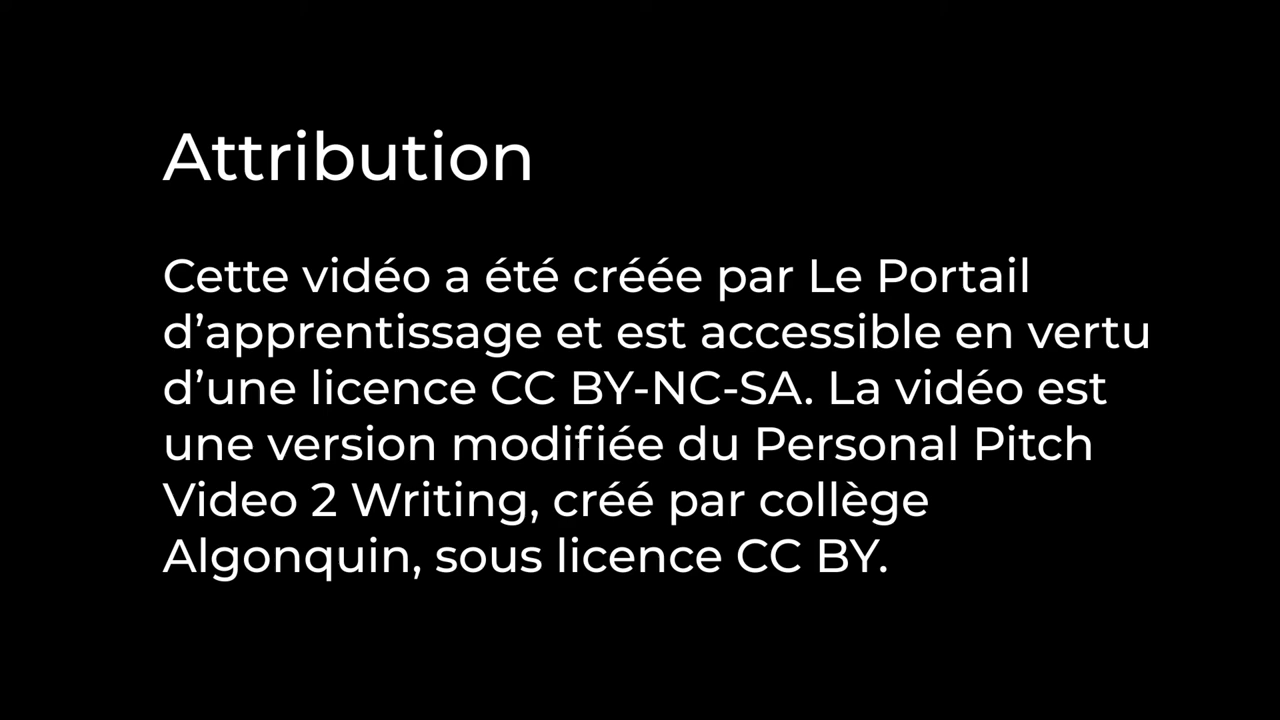 Attribution
Cette vidéo a été créée par Le Portail
d’apprentissage et est accessible en vertu
d’une licence CC BY-NC-SA. La vidéo est
une version modifiée du Personal Pitch
Video 2 Writing, créé par collège
Algonquin, sous licence CC BY.